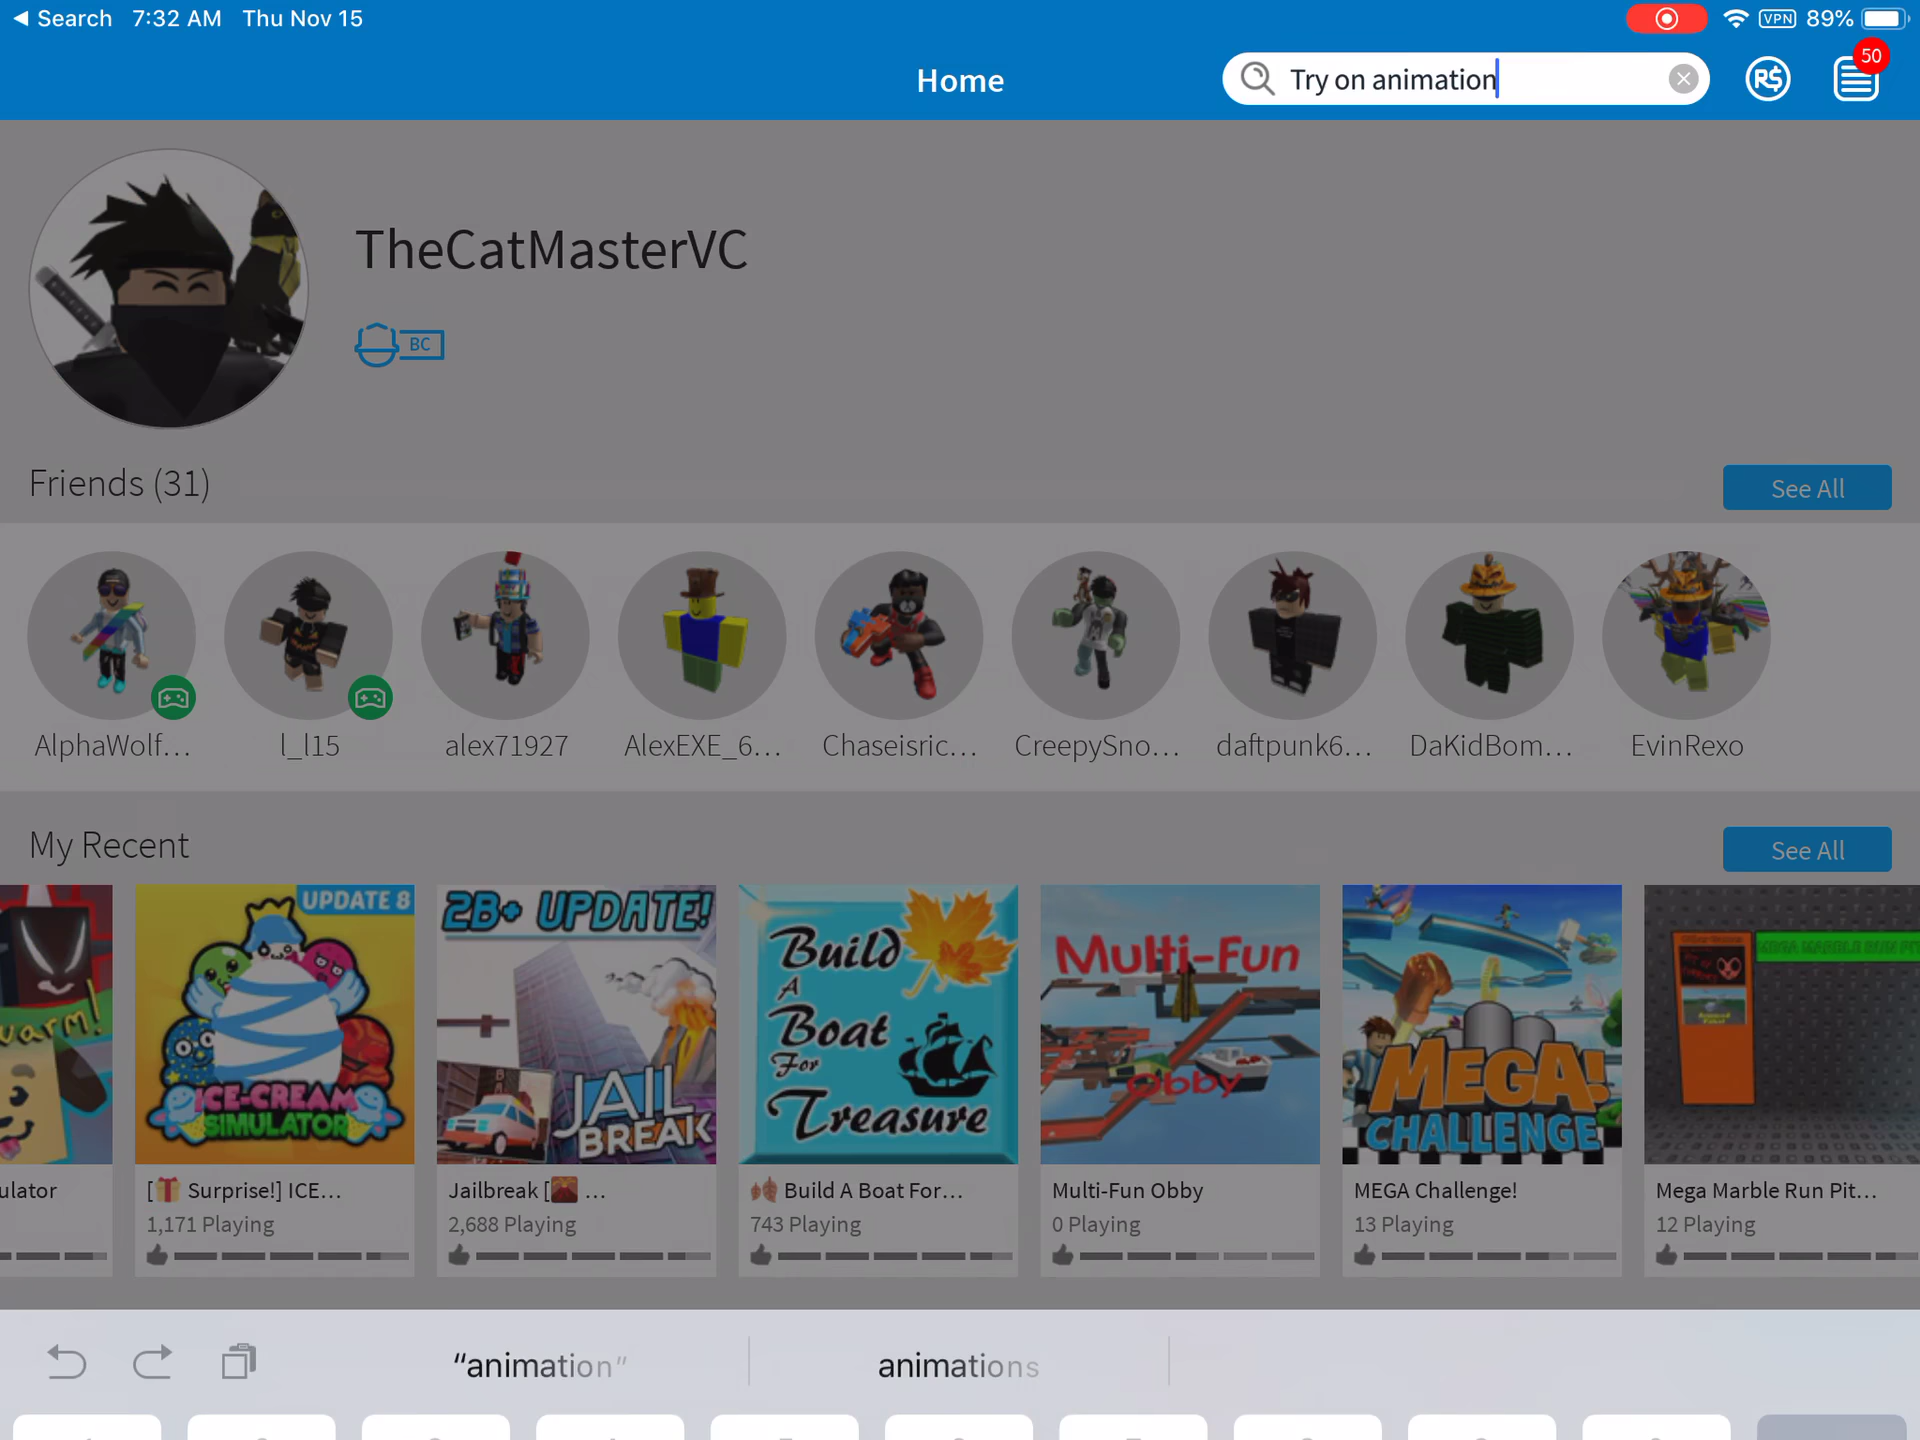 Search 7:32 AM Thu Nov 15
VPN 89%
Home
Try on animation
R$
50
TheCatMasterVC
BC
Friends (31)
See All
AlphaWolf...
l_l15
alex71927
AlexEXE_6...
Chaseisric...
CreepySno...
daftpunk6...
DaKidBom...
EvinRexo
My Recent
See All
UPDATE 8
ICE-CREAM
SIMULATOR
2B+ UPDATE!
JAIL
BREAK
Build
A
Boat
For
Treasure
Multi-Fun
Obby
MEGA!
CHALLENGE
MEGA MARBLE RUN PIT
ulator
[🎁 Surprise!] ICE...
1,171 Playing
Jailbreak [🌋 ...
2,688 Playing
🍂 Build A Boat For...
743 Playing
Multi-Fun Obby
0 Playing
MEGA Challenge!
13 Playing
Mega Marble Run Pit...
12 Playing
"animation"
animations